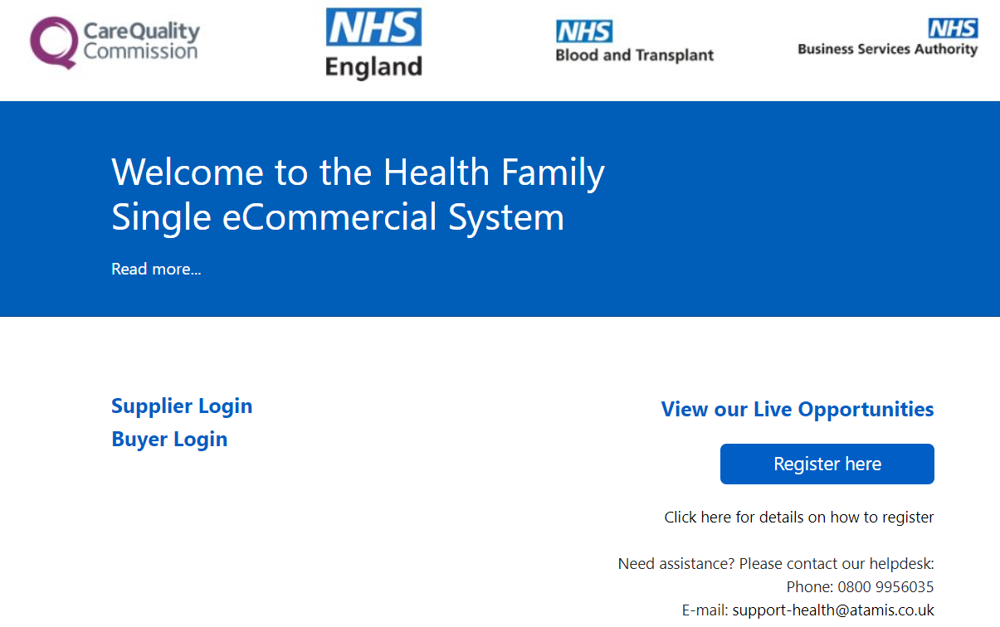 CareQuality
Commission
NHS
England
NHS
Blood and Transplant
NHS
Business Services Authority
Welcome to the Health Family
Single eCommercial System
Read more...
Supplier Login
Buyer Login
View our Live Opportunities
Register here
Click here for details on how to register
Need assistance? Please contact our helpdesk:
Phone: 0800 9956035
E-mail: support-health@atamis.co.uk